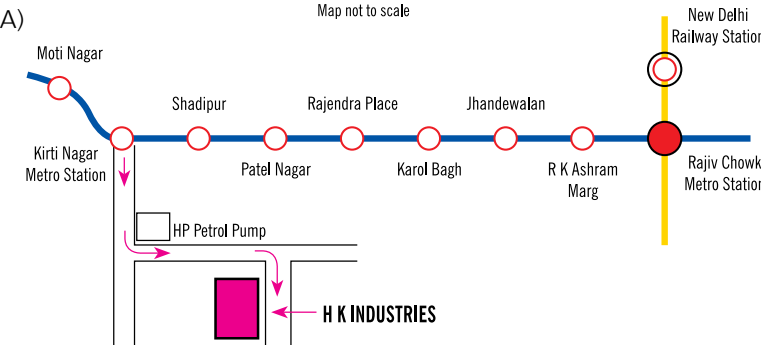 A)
Map not to scale
New Delhi
Railway Station
Moti Nagar
Shadipur
Rajendra Place
Jhandewalan
Kirti Nagar
Metro Station
Patel Nagar
Karol Bagh
R K Ashram
Marg
Rajiv Chowk
Metro Station
HP Petrol Pump
H K INDUSTRIES